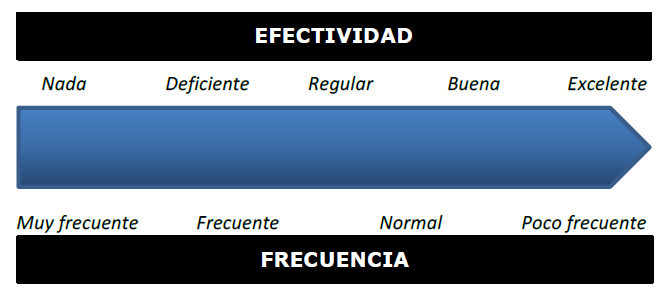 EFECTIVIDAD
Nada Deficiente Regular Buena Excelente
Muy frecuente Frecuente Normal Poco frecuente
FRECUENCIA